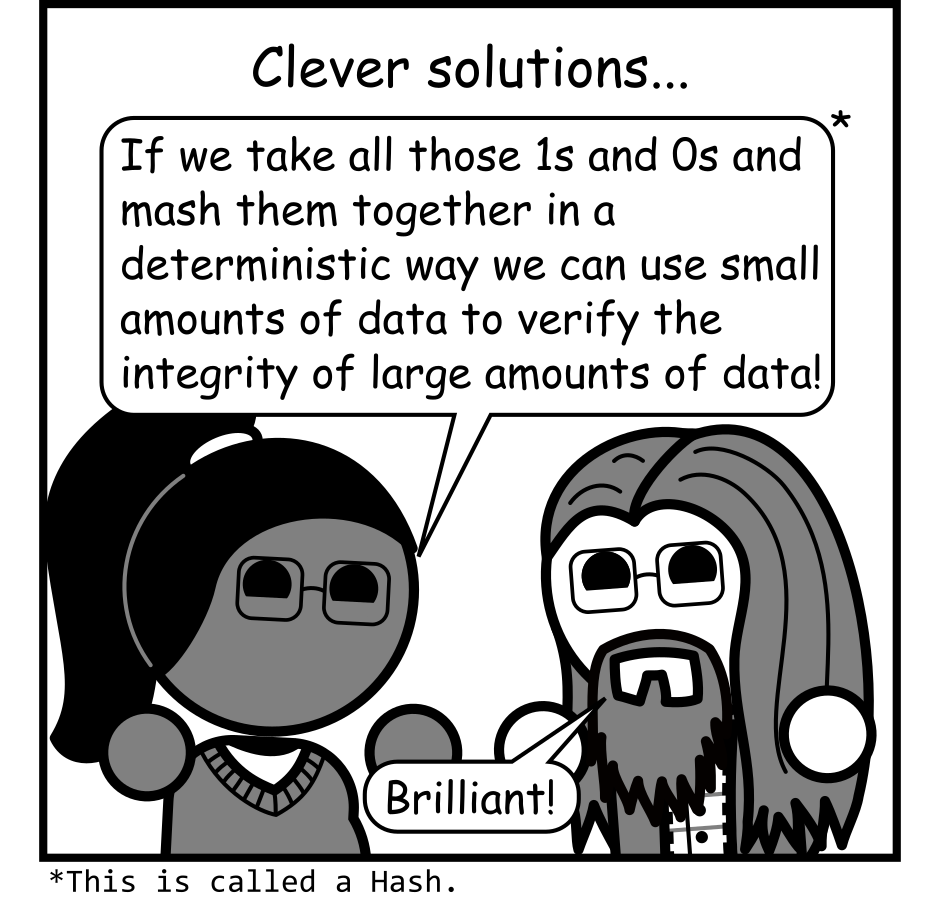 Clever solutions...
*
If we take all those 1s and 0s and
mash them together in a
deterministic way we can use small
amounts of data to verify the
integrity of large amounts of data!
Brilliant!
*This is called a Hash.